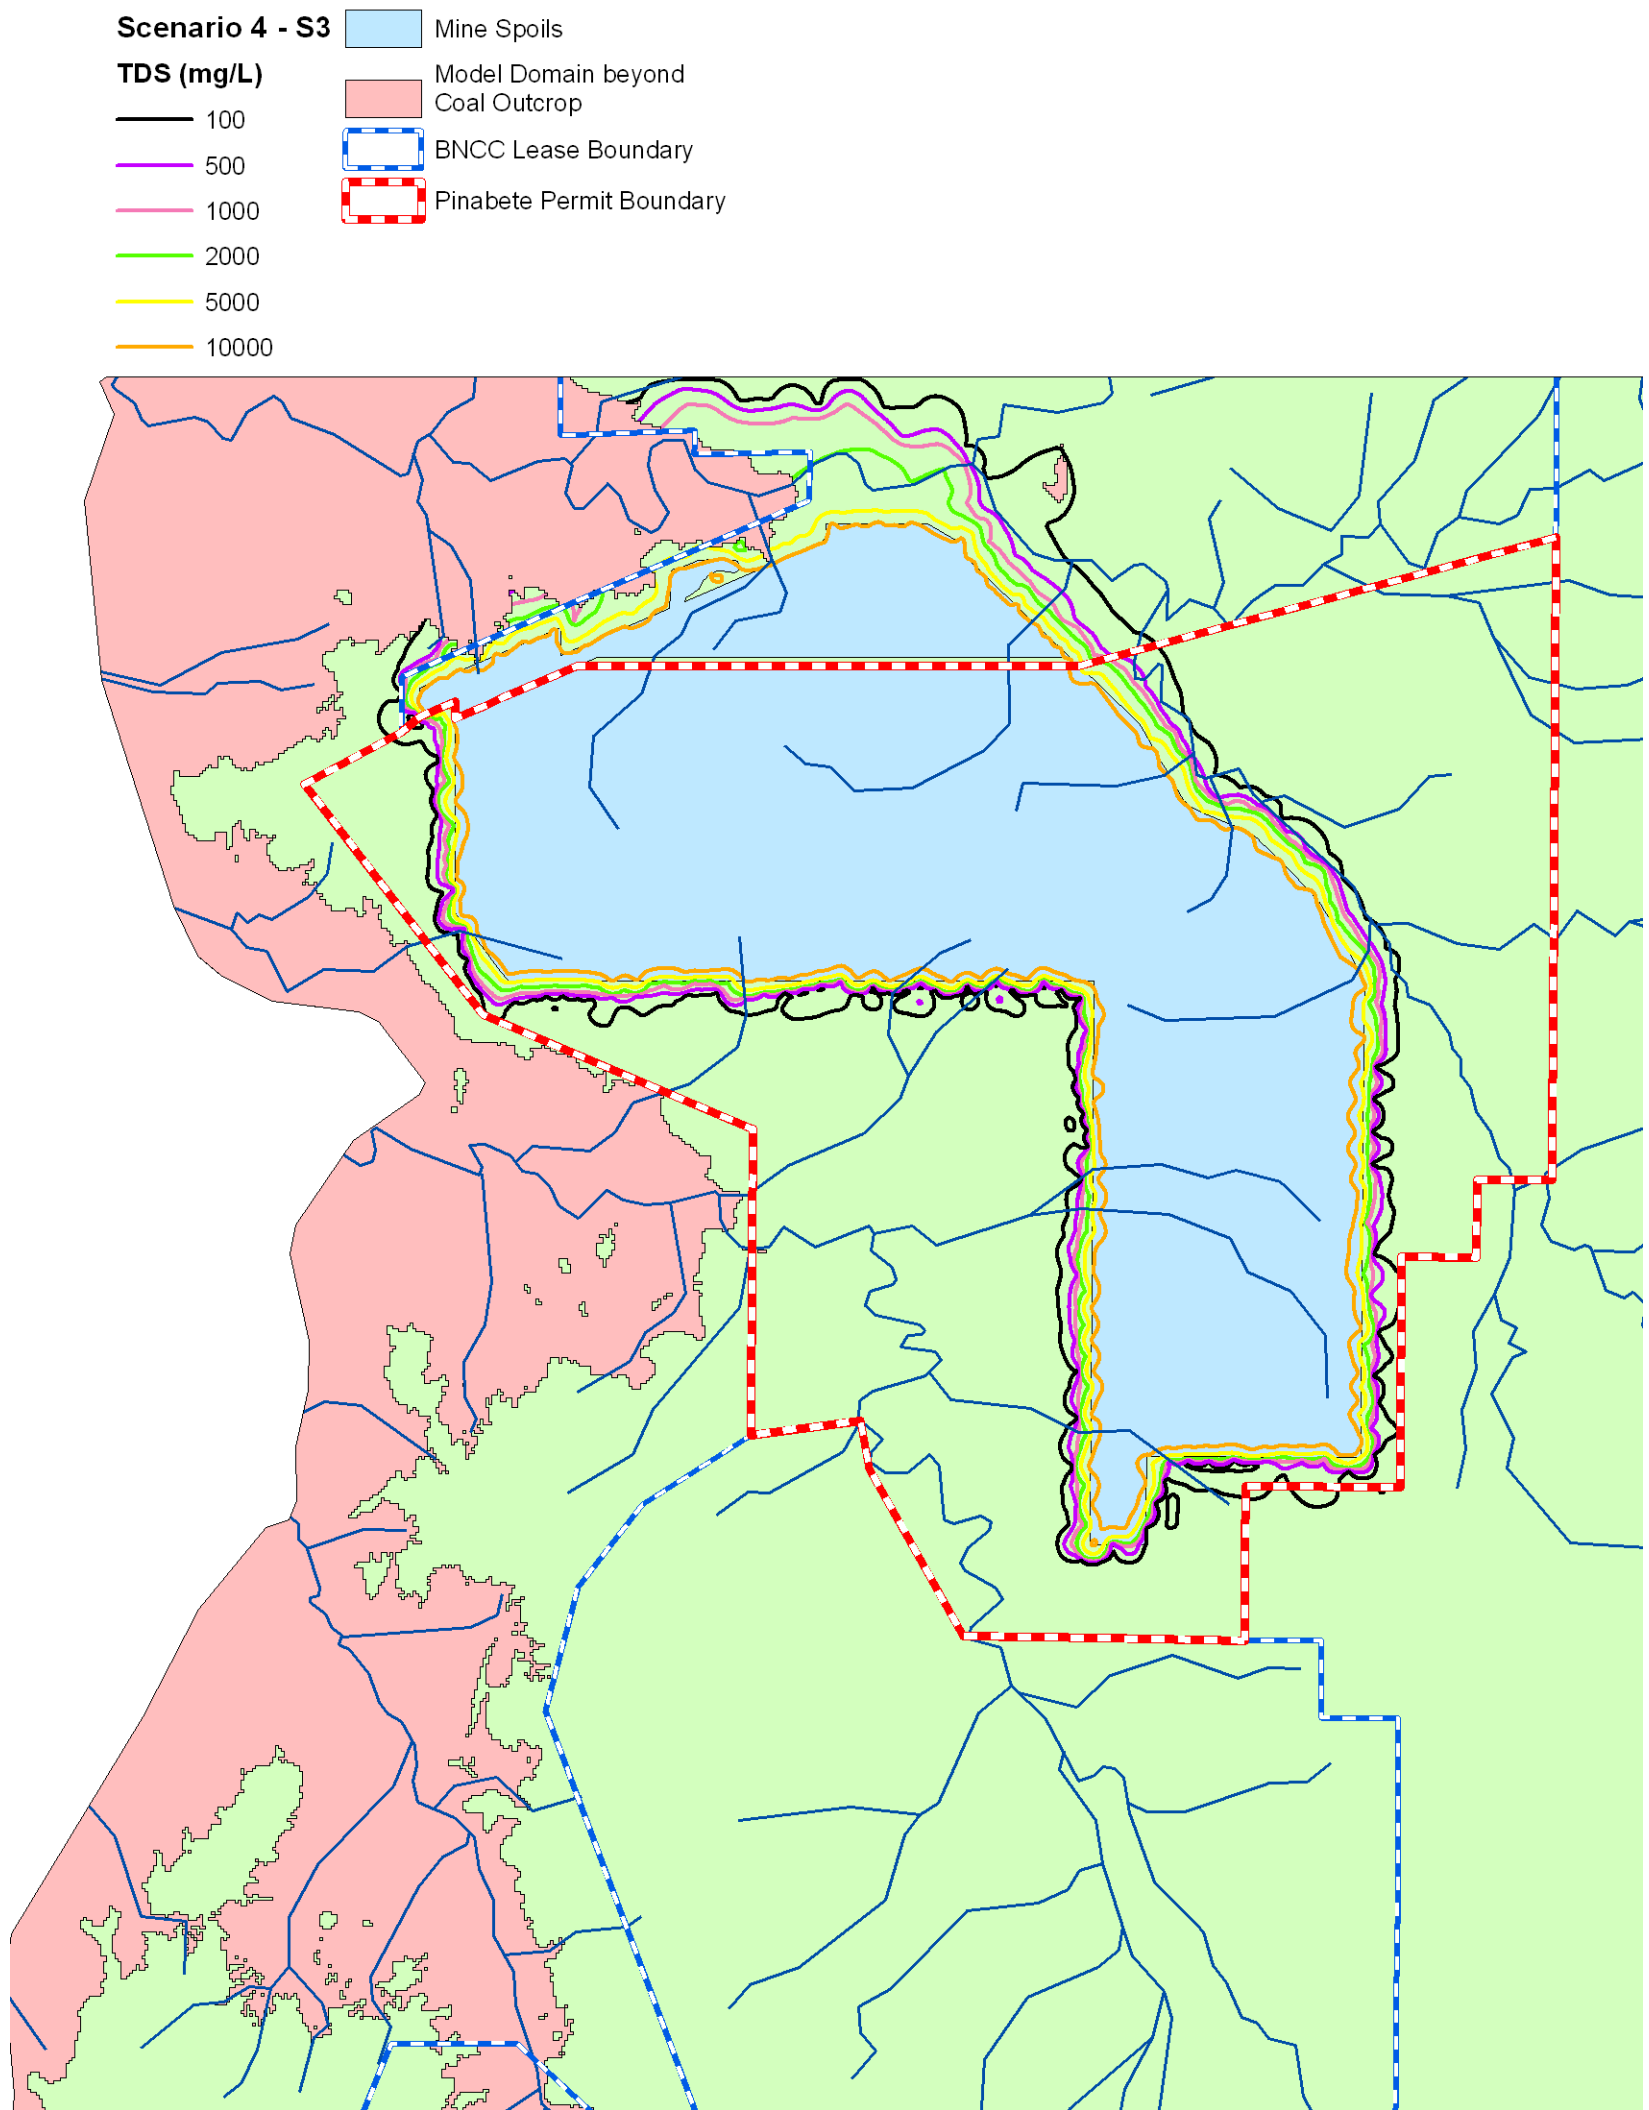 Scenario 4 - S3
TDS (mg/L)
100
500
1000
2000
5000
10000
Mine Spoils
Model Domain beyond
Coal Outcrop
BNCC Lease Boundary
Pinabete Permit Boundary